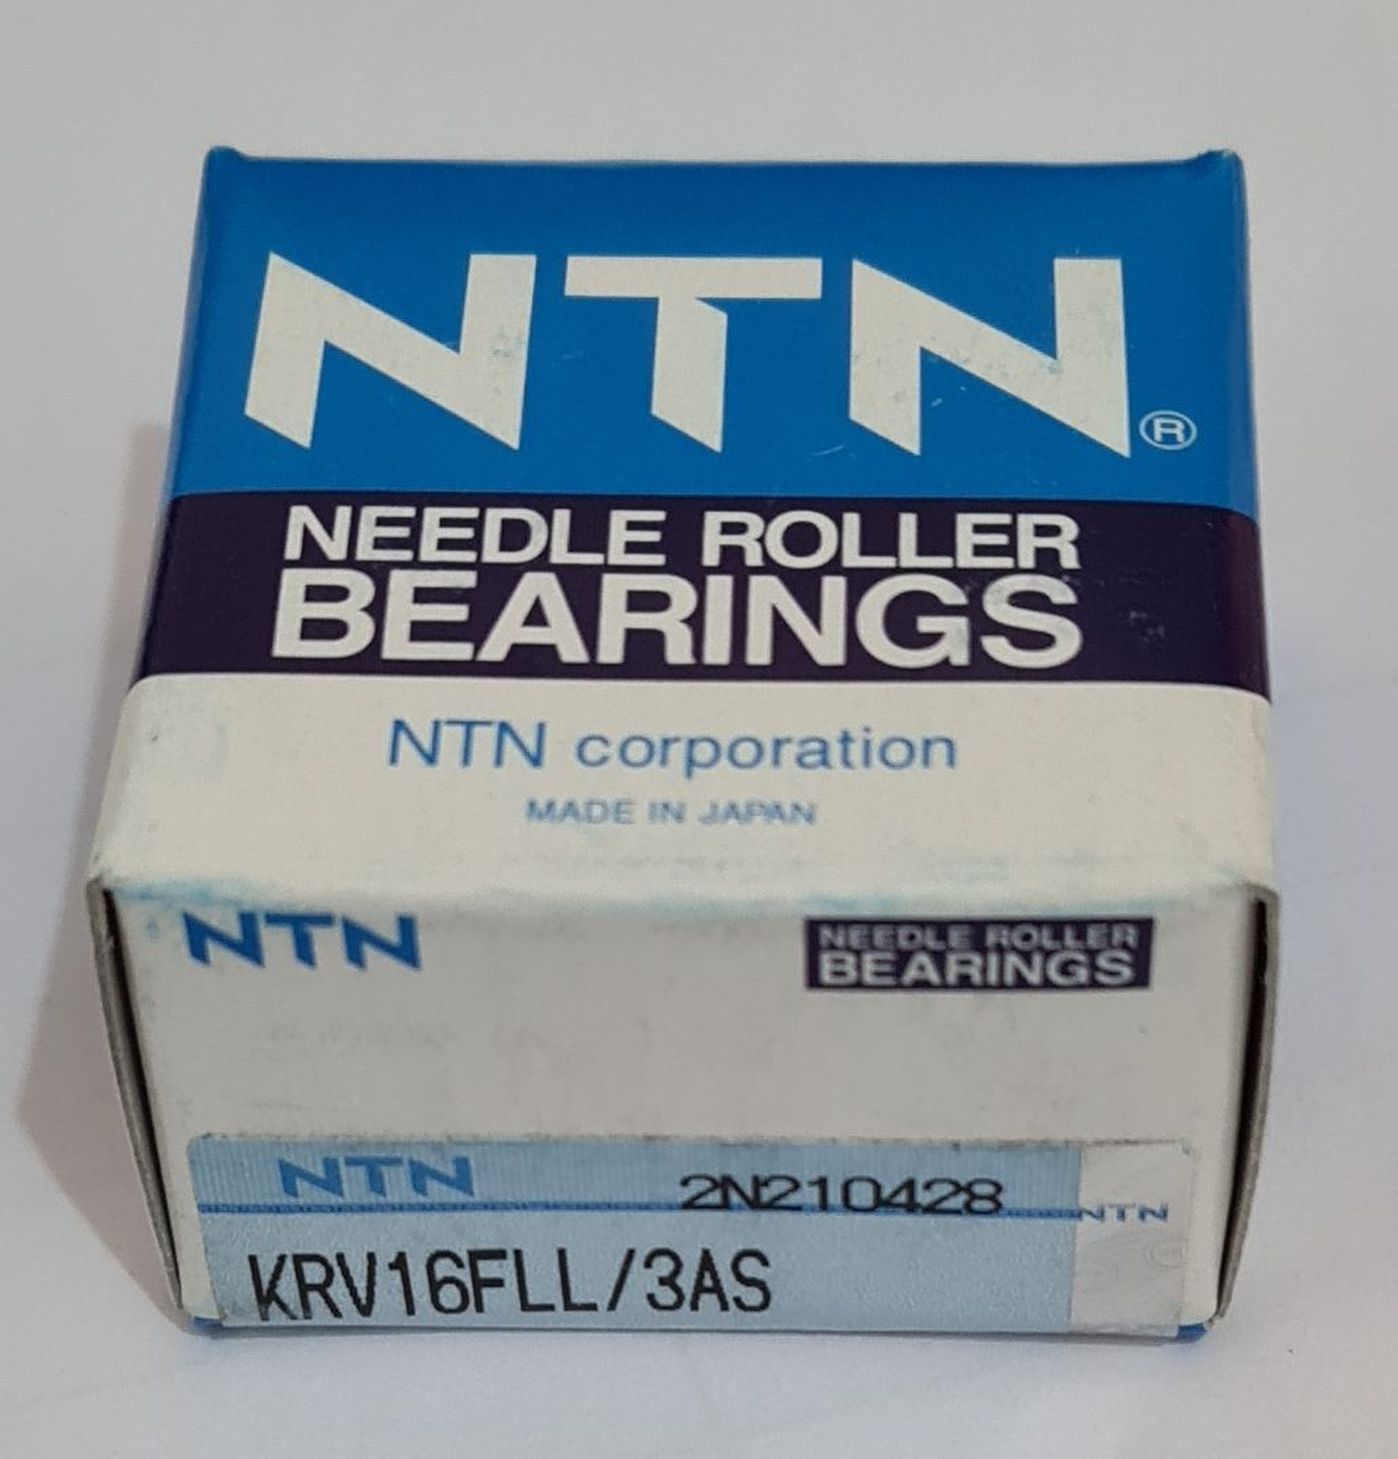 NTN®
NEEDLE ROLLER
BEARINGS
NTN corporation
MADE IN JAPAN
NTN
NEEDLE ROLLER
BEARINGS
NTN
2N210428
NTN
KRV16FLL/3AS